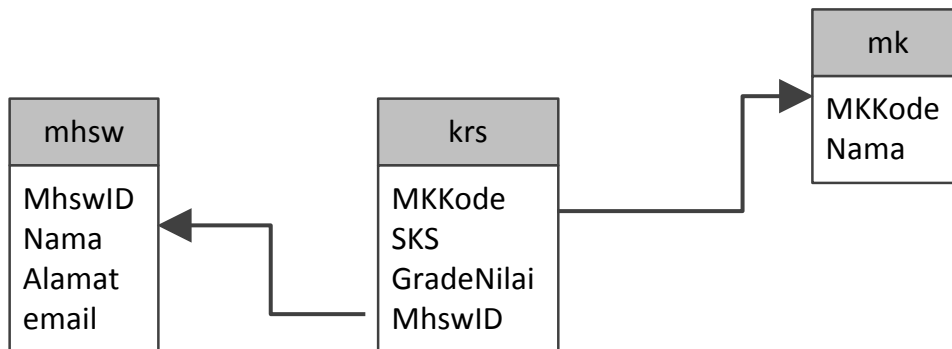 mhsw
MhswID
Nama
Alamat
email
krs
MKKode
SKS
GradeNilai
MhswID
mk
MKKode
Nama